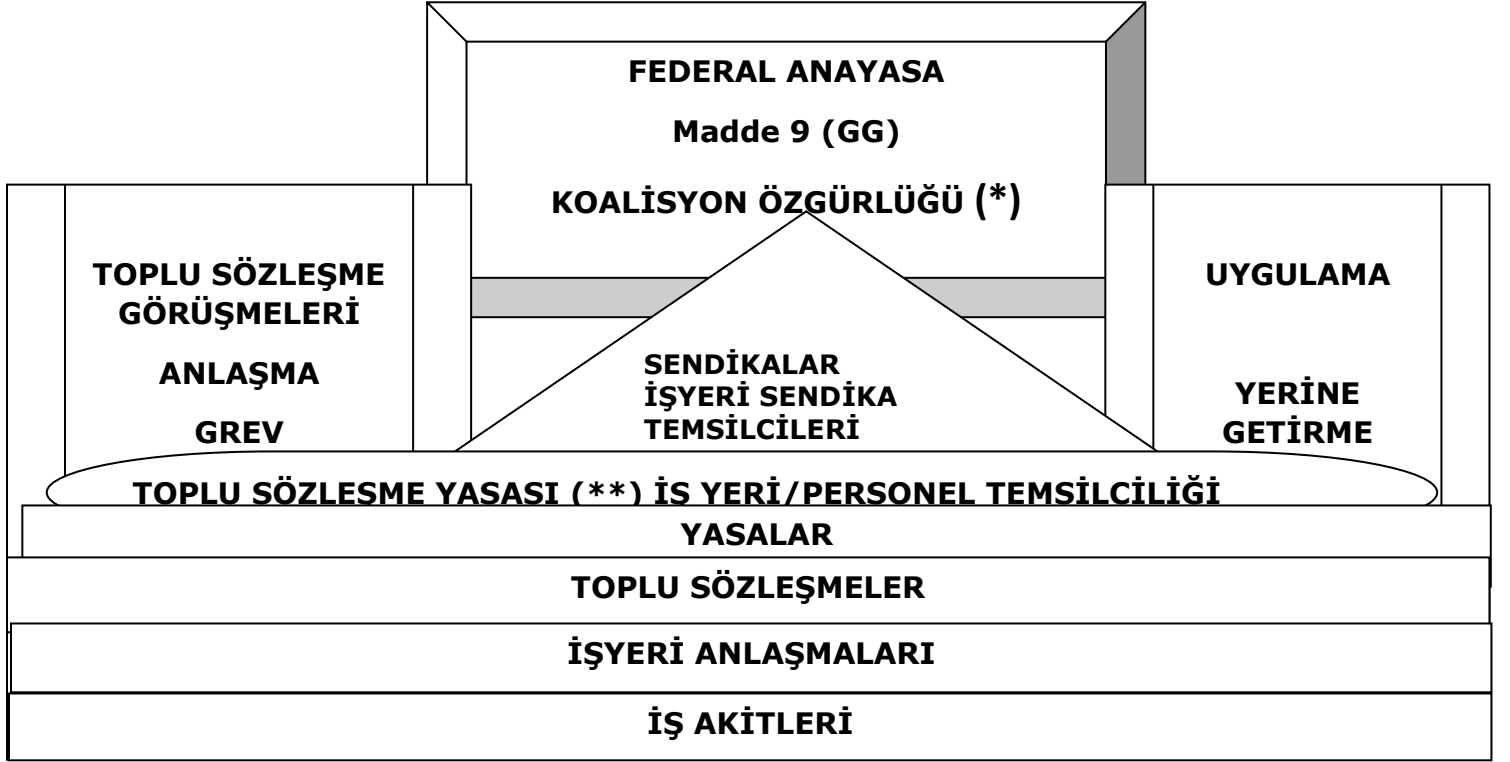 FEDERAL ANAYASA
Madde 9 (GG)
KOALİSYON ÖZGÜRLÜĞÜ (*)
TOPLU SÖZLEŞME
GÖRÜŞMELERİ
ANLAŞMA
GREV
SENDİKALAR
İŞYERİ SENDİKA
TEMSİLCİLERİ
UYGULAMA
YERİNE
GETİRME
TOPLU SÖZLEŞME YASASI (**) İŞ YERİ/PERSONEL TEMSİLCİLİĞİ
YASALAR
TOPLU SÖZLEŞMELER
İŞYERİ ANLAŞMALARI
İŞ AKİTLERİ